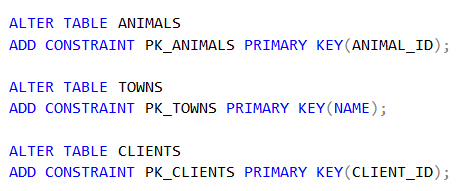 ALTER TABLE ANIMALS
ADD CONSTRAINT PK_ANIMALS PRIMARY KEY(ANIMAL_ID);
ALTER TABLE TOWNS
ADD CONSTRAINT PK_TOWNS PRIMARY KEY(NAME);
ALTER TABLE CLIENTS
ADD CONSTRAINT PK_CLIENTS PRIMARY KEY(CLIENT_ID);